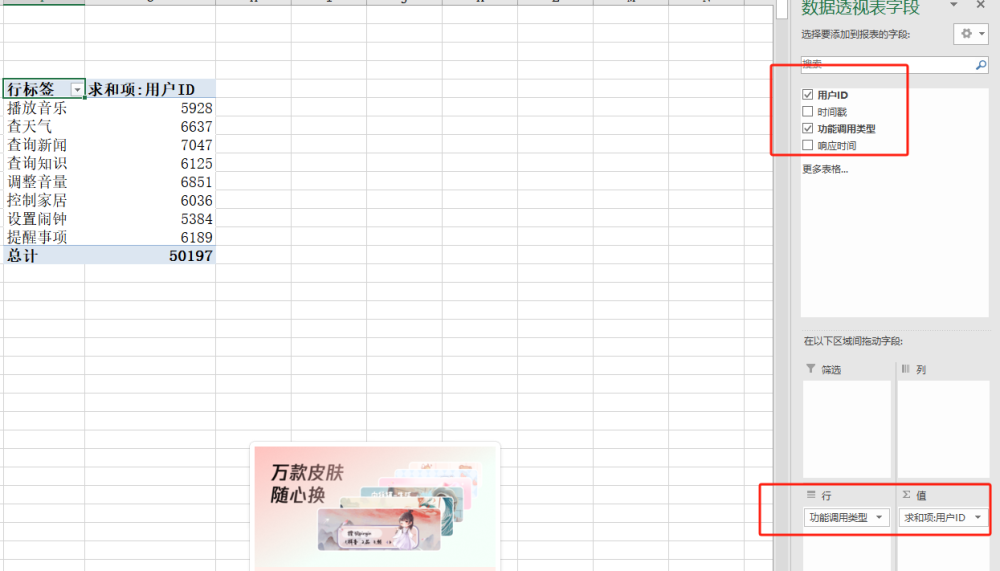 数据透视表字段
选择要添加到报表的字段:
搜索
用户ID
时间戳
功能调用类型
响应时间
更多表格...
行标签 求和项:用户ID
播放音乐 5928
查天气 6637
查询新闻 7047
查询知识 6125
调整音量 6851
控制家居 6036
设置闹钟 5384
提醒事项 6189
总计 50197
在以下区域间拖动字段:
筛选 列
行 Σ 值
功能调用类型 求和项:用户ID
万款皮肤
随心换